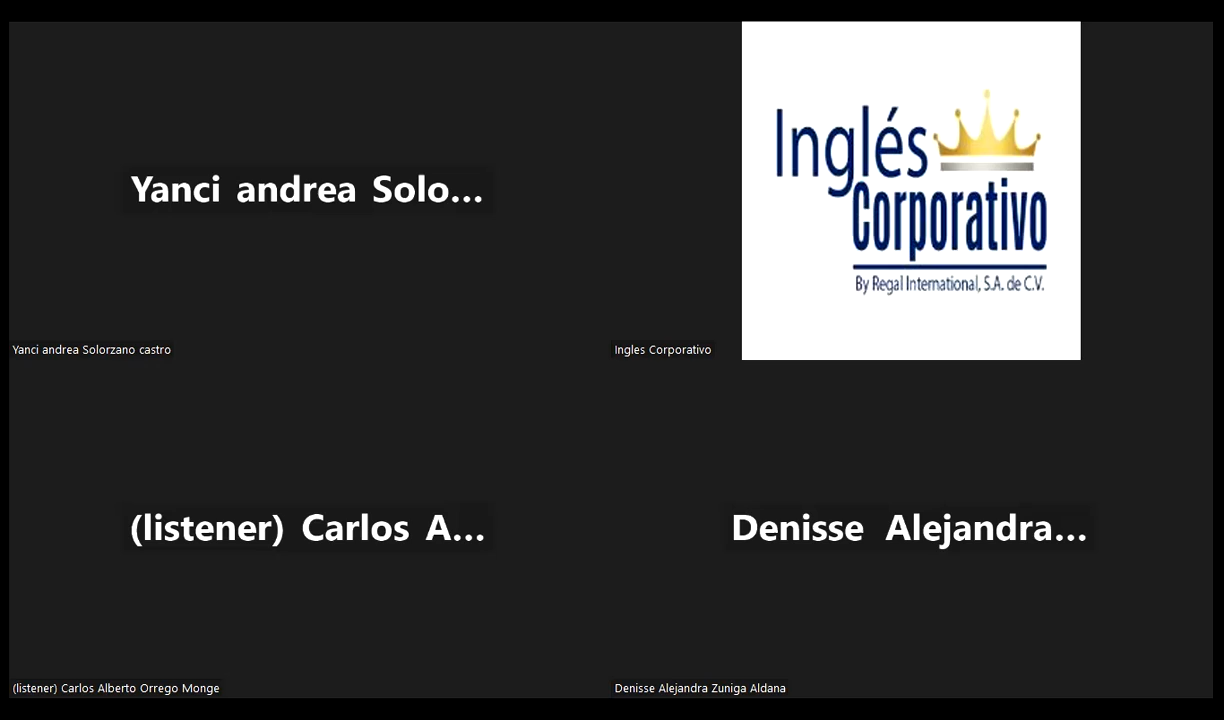 Yanci andrea Solo...
Inglés
Corporativo
By Regal International, S.A. de C.V.
Yanci andrea Solorzano castro
Ingles Corporativo
(listener) Carlos A...
Denisse Alejandra...
(listener) Carlos Alberto Orrego Monge
Denisse Alejandra Zuniga Aldana